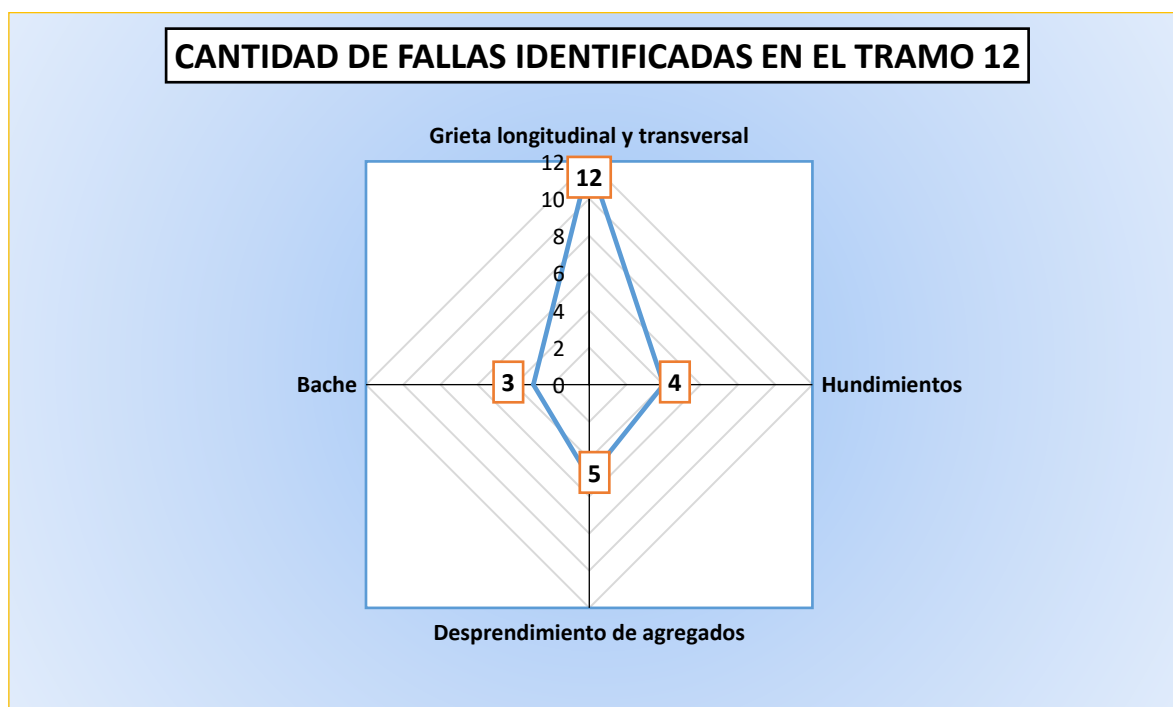 CANTIDAD DE FALLAS IDENTIFICADAS EN EL TRAMO 12
Grieta longitudinal y transversal
12
12
10
8
6
4
2
0
Bache
3
4
Hundimientos
5
Desprendimiento de agregados